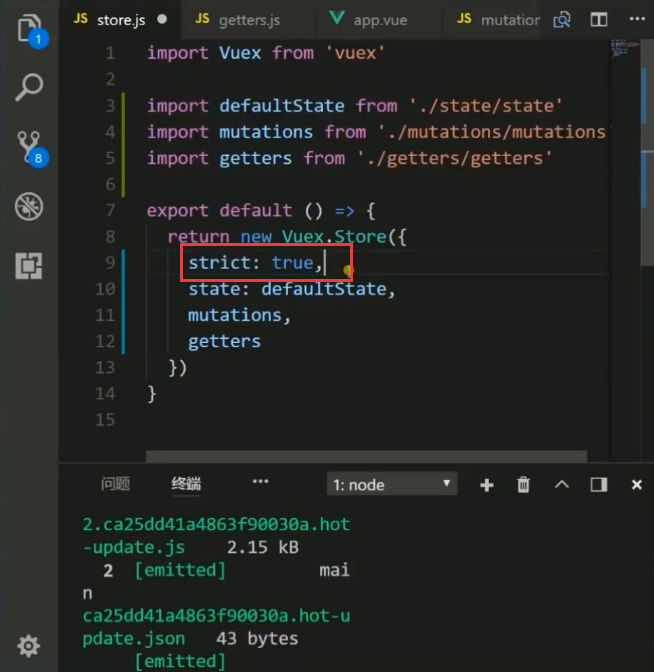 JS store.js JS getters.js app.vue JS mutation
1 import Vuex from 'vuex'
2
3 import defaultState from './state/state'
4 import mutations from './mutations/mutations'
5 import getters from './getters/getters'
6
7 export default () => {
8 return new Vuex.Store({
9 strict: true,
10 state: defaultState,
11 mutations,
12 getters
13 })
14 }
15
1
8
问题 终端 ••• 1: node
2.ca25dd41a4863f90030a.hot
-update.js 2.15 kB
2 [emitted] mai
n
ca25dd41a4863f90030a.hot-u
pdate.json 43 bytes
[emitted]